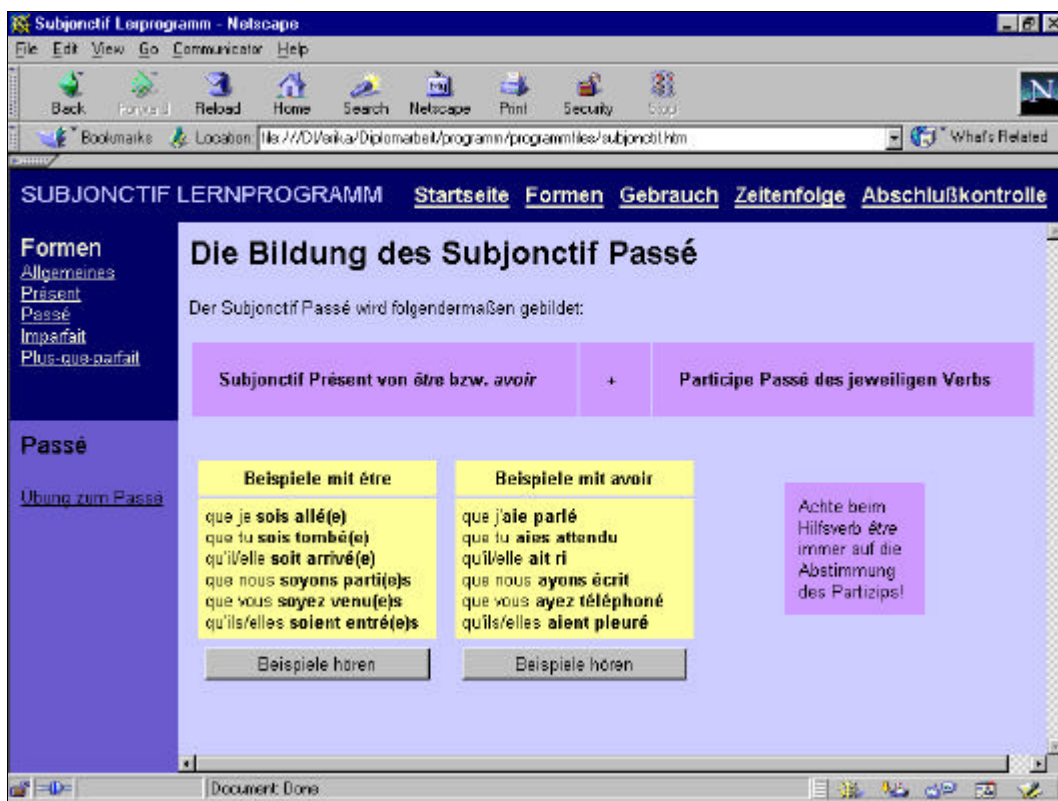 Subjonctif Lerprogramm - Netscape
File Edit View Go Communicator Help
Back Forward Reload Home Search Netscape Print Security Stop
Bookmarks Location: file:///D|/erika/Diplomarbeit/programm/programmfiles/subjonctif.htm What's Related
SUBJONCTIF LERNPROGRAMM Startseite Formen Gebrauch Zeitenfolge Abschlußkontrolle
Formen
Allgemeines
Présent
Passé
Imparfait
Plus-que-parfait
Passé
Übung zum Passé
Die Bildung des Subjonctif Passé
Der Subjonctif Passé wird folgendermaßen gebildet:
Subjonctif Présent von être bzw. avoir + Participe Passé des jeweiligen Verbs
Beispiele mit être
que je sois allé(e)
que tu sois tombé(e)
qu'il/elle soit arrivé(e)
que nous soyons parti(e)s
que vous soyez venu(e)s
qu'ils/elles soient entré(e)s
Beispiele hören
Beispiele mit avoir
que j'aie parlé
que tu aies attendu
qu'il/elle ait ri
que nous ayons écrit
que vous ayez téléphoné
qu'ils/elles aient pleuré
Beispiele hören
Achte beim
Hilfsverb être
immer auf die
Abstimmung
des Partizips!
Document: Done